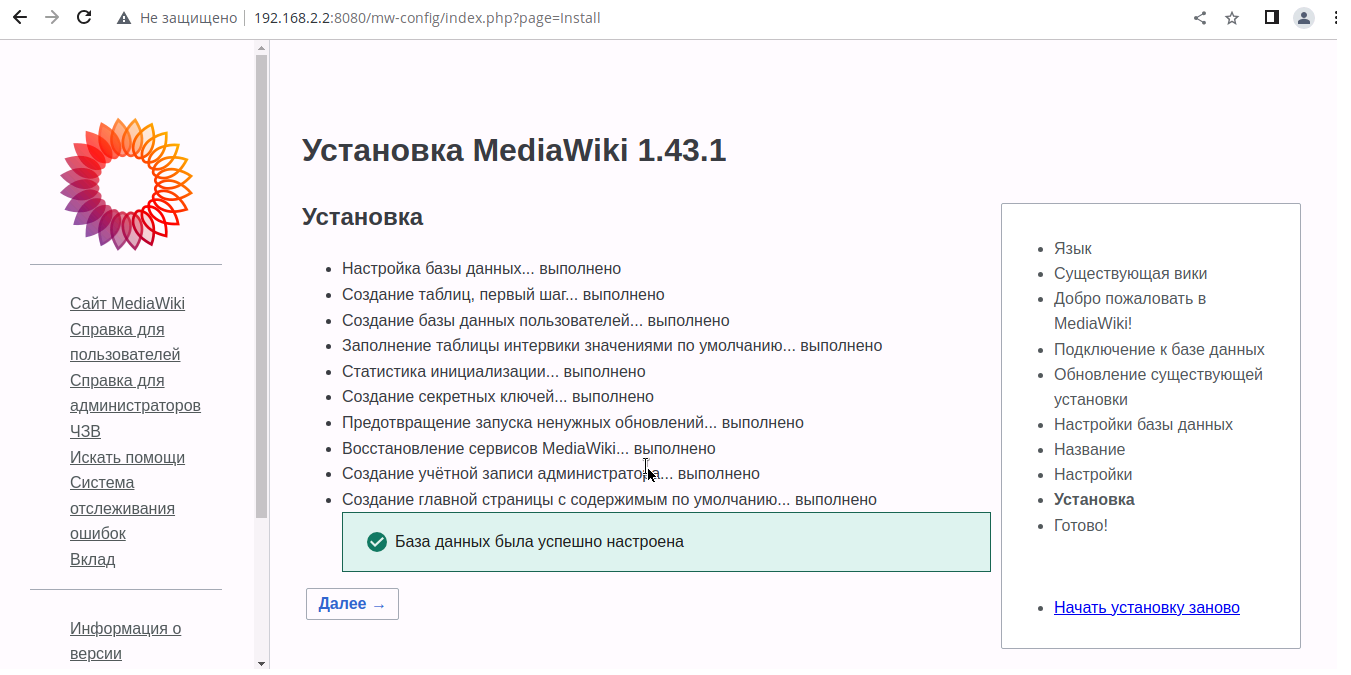 Не защищено
192.168.2.2:8080/mw-config/index.php?page=Install
Сайт MediaWiki
Справка для
пользователей
Справка для
администраторов
ЧЗВ
Искать помощи
Система
отслеживания
ошибок
Вклад
Информация о
версии
Установка MediaWiki 1.43.1
Установка
Настройка базы данных... выполнено
Создание таблиц, первый шаг... выполнено
Создание базы данных пользователей... выполнено
Заполнение таблицы интервики значениями по умолчанию... выполнено
Статистика инициализации... выполнено
Создание секретных ключей... выполнено
Предотвращение запуска ненужных обновлений... выполнено
Восстановление сервисов MediaWiki... выполнено
Создание учётной записи администратора... выполнено
Создание главной страницы с содержимым по умолчанию... выполнено
База данных была успешно настроена
Далее →
Язык
Существующая вики
Добро пожаловать в
MediaWiki!
Подключение к базе данных
Обновление существующей
установки
Настройки базы данных
Название
Настройки
Установка
Готово!
Начать установку заново